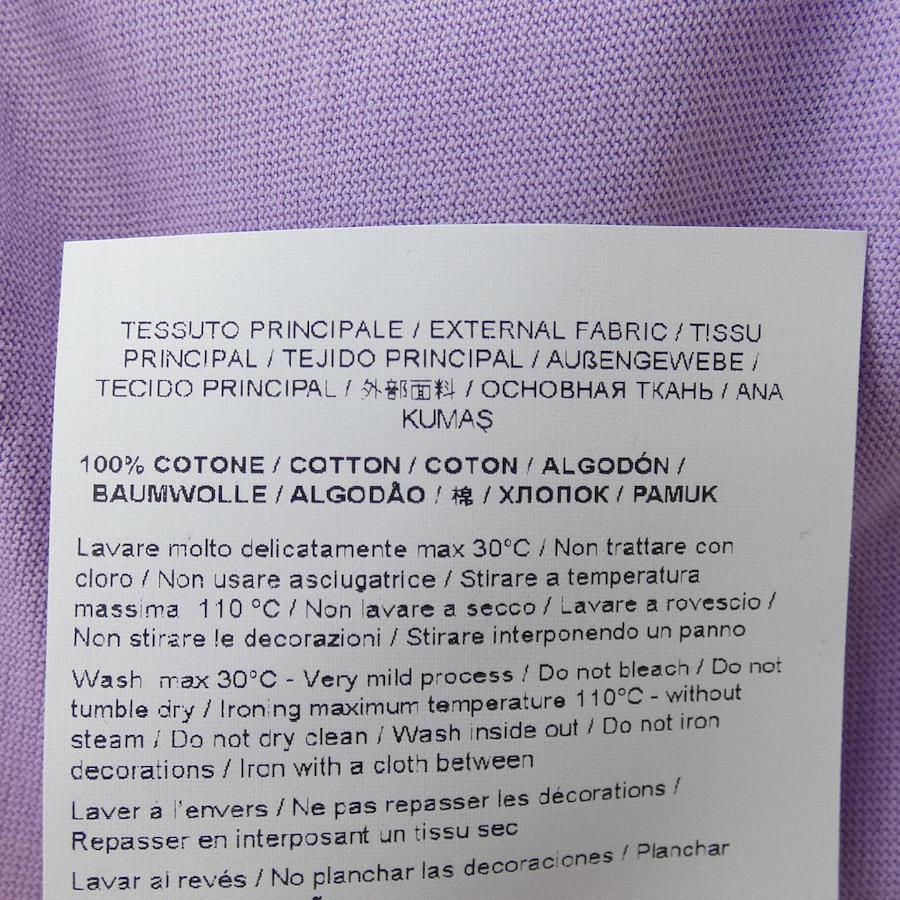 TESSUTO PRINCIPALE / EXTERNAL FABRIC / TISSU
PRINCIPAL / TEJIDO PRINCIPAL / AUßENGEWEBE /
TECIDO PRINCIPAL / 外部面料 / ОСНОВНАЯ ТКАНЬ / ANA
KUMAŞ
100% COTONE / COTTON / COTON / ALGODÓN /
BAUMWOLLE / ALGODÃO / 棉 / ХЛОПОК / PAMUK
Lavare molto delicatamente max 30°C / Non trattare con
cloro / Non usare asciugatrice / Stirare a temperatura
massima 110 °C / Non lavare a secco / Lavare a rovescio /
Non stirare le decorazioni / Stirare interponendo un panno
Wash max 30°C - Very mild process / Do not bleach / Do not
tumble dry / Ironing maximum temperature 110°C - without
steam / Do not dry clean / Wash inside out / Do not iron
decorations / Iron with a cloth between
Laver à l'envers / Ne pas repasser les décorations /
Repasser en interposant un tissu sec
Lavar al revés / No planchar las decoraciones / Planchar